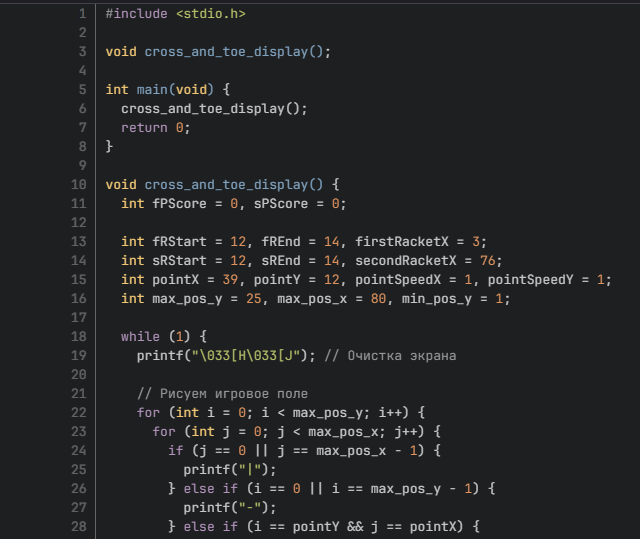 1 #include <stdio.h>
2
3 void cross_and_toe_display();
4
5 int main(void) {
6   cross_and_toe_display();
7   return 0;
8 }
9
10 void cross_and_toe_display() {
11   int fPScore = 0, sPScore = 0;
12
13   int fRStart = 12, fREnd = 14, firstRacketX = 3;
14   int sRStart = 12, sREnd = 14, secondRacketX = 76;
15   int pointX = 39, pointY = 12, pointSpeedX = 1, pointSpeedY = 1;
16   int max_pos_y = 25, max_pos_x = 80, min_pos_y = 1;
17
18   while (1) {
19     printf("\033[H\033[J"); // Очистка экрана
20
21     // Рисуем игровое поле
22     for (int i = 0; i < max_pos_y; i++) {
23       for (int j = 0; j < max_pos_x; j++) {
24         if (j == 0 || j == max_pos_x - 1) {
25           printf("|");
26         } else if (i == 0 || i == max_pos_y - 1) {
27           printf("-");
28         } else if (i == pointY && j == pointX) {